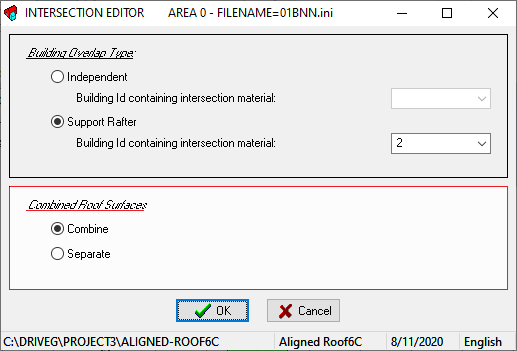 INTERSECTION EDITOR AREA 0 - FILENAME=01BNN.ini
Building Overlap Type:
Independent
Building Id containing intersection material:
Support Rafter
Building Id containing intersection material: 2
Combined Roof Surfaces
Combine
Separate
OK Cancel
C:\DRIVEG\PROJECT3\ALIGNED-ROOF6C Aligned Roof6C 8/11/2020 English